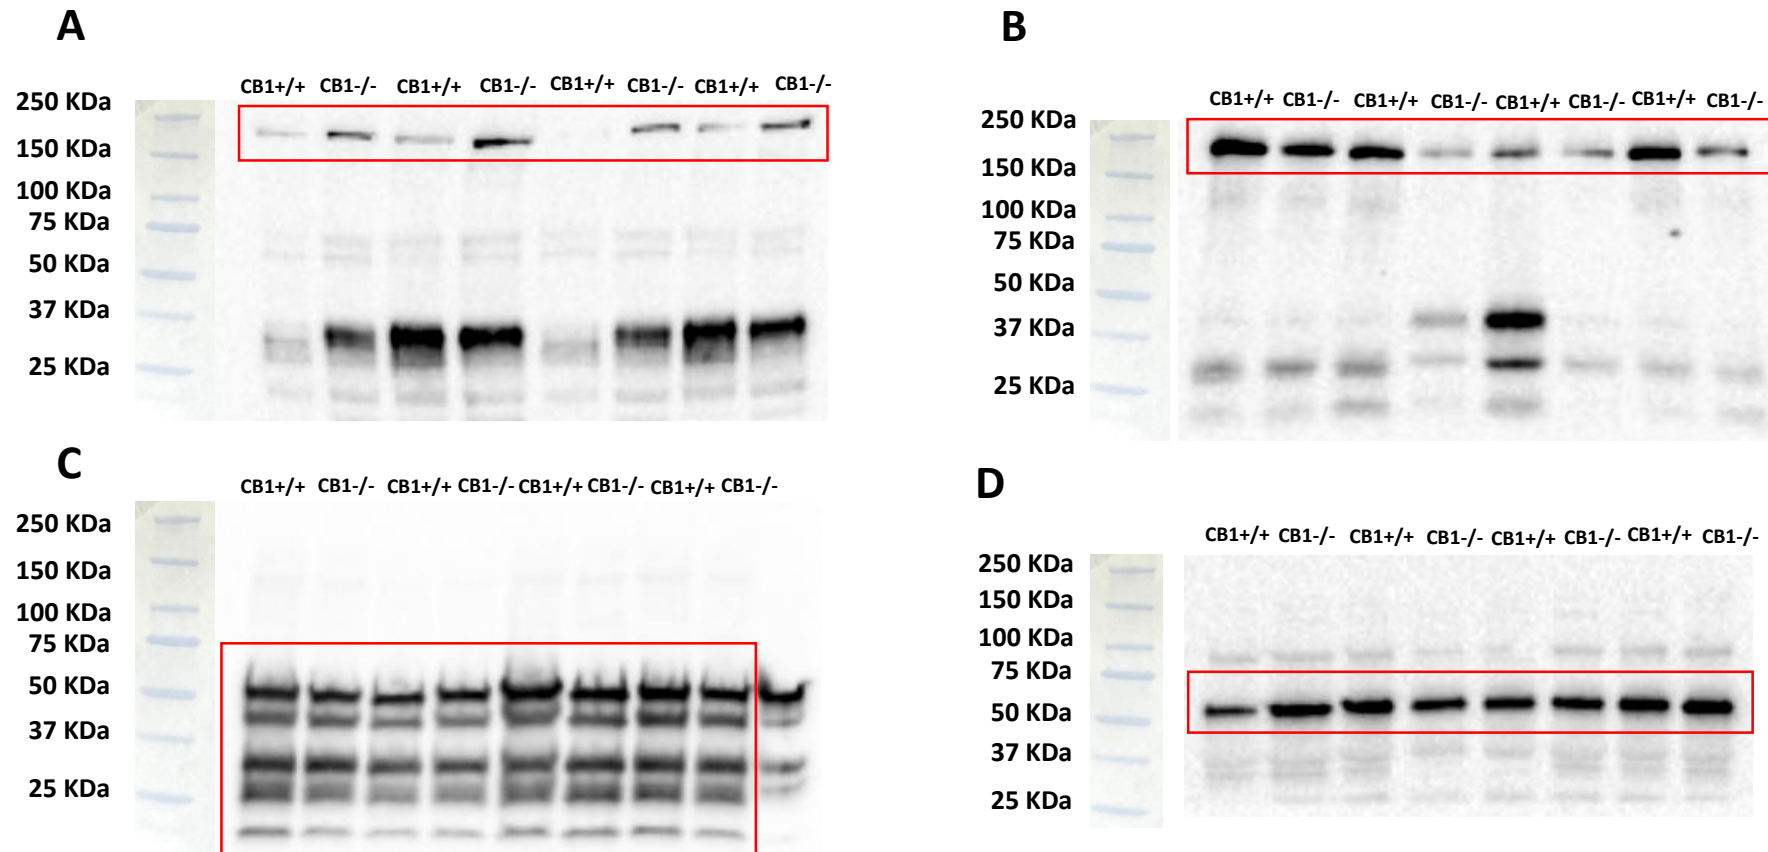 A
CB1+/+ CB1-/- CB1+/+ CB1-/- CB1+/+ CB1-/- CB1+/+ CB1-/-
250 KDa
150 KDa
100 KDa
75 KDa
50 KDa
37 KDa
25 KDa
B
CB1+/+ CB1-/- CB1+/+ CB1-/- CB1+/+ CB1-/- CB1+/+ CB1-/-
250 KDa
150 KDa
100 KDa
75 KDa
50 KDa
37 KDa
25 KDa
C
CB1+/+ CB1-/- CB1+/+ CB1-/- CB1+/+ CB1-/- CB1+/+ CB1-/-
250 KDa
150 KDa
100 KDa
75 KDa
50 KDa
37 KDa
25 KDa
D
CB1+/+ CB1-/- CB1+/+ CB1-/- CB1+/+ CB1-/- CB1+/+ CB1-/-
250 KDa
150 KDa
100 KDa
75 KDa
50 KDa
37 KDa
25 KDa